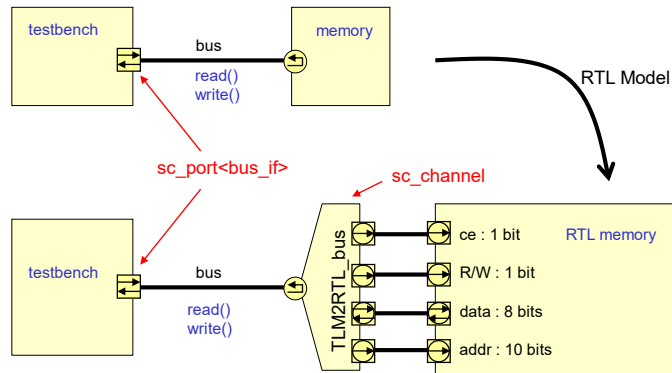 testbench
bus
read()
write()
memory
RTL Model
sc_port<bus_if>
sc_channel
testbench
bus
read()
write()
TLM2RTL_bus
RTL memory
ce : 1 bit
R/W : 1 bit
data : 8 bits
addr : 10 bits